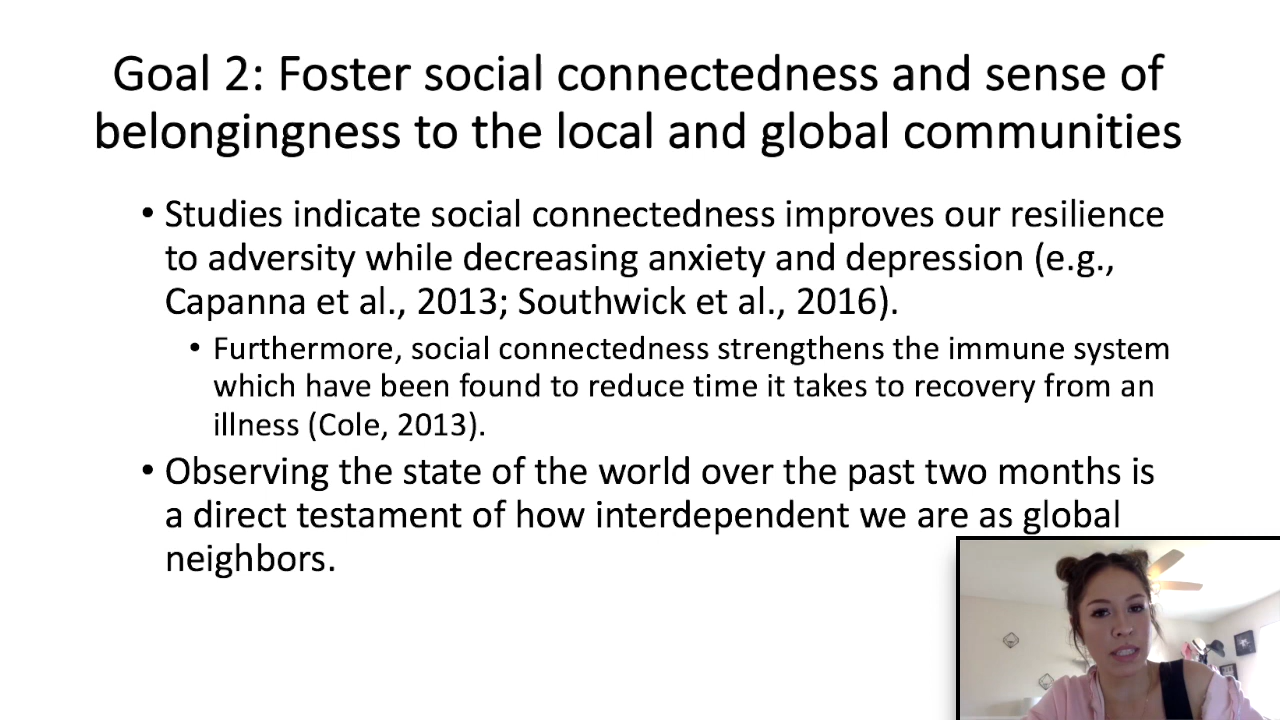 Goal 2: Foster social connectedness and sense of
belongingness to the local and global communities
• Studies indicate social connectedness improves our resilience
to adversity while decreasing anxiety and depression (e.g.,
Capanna et al., 2013; Southwick et al., 2016).
• Furthermore, social connectedness strengthens the immune system
which have been found to reduce time it takes to recovery from an
illness (Cole, 2013).
• Observing the state of the world over the past two months is
a direct testament of how interdependent we are as global
neighbors.